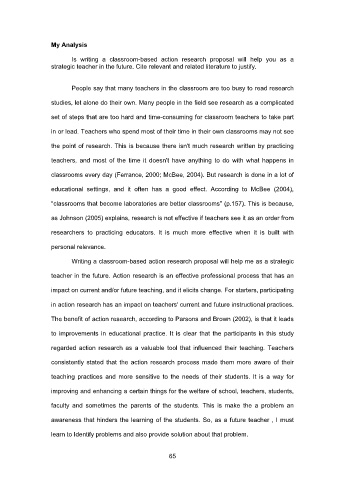 My Analysis
Is writing a classroom-based action research proposal will help you as a
strategic teacher in the future. Cite relevant and related literature to justify.
People say that many teachers in the classroom are too busy to read research
studies, let alone do their own. Many people in the field see research as a complicated
set of steps that are too hard and time-consuming for classroom teachers to take part
in or lead. Teachers who spend most of their time in their own classrooms may not see
the point of research. This is because there isn't much research written by practicing
teachers, and most of the time it doesn't have anything to do with what happens in
classrooms every day (Ferrance, 2000; McBee, 2004). But research is done in a lot of
educational settings, and it often has a good effect. According to McBee (2004),
"classrooms that become laboratories are better classrooms" (p.157). This is because,
as Johnson (2005) explains, research is not effective if teachers see it as an order from
researchers to practicing educators. It is much more effective when it is built with
personal relevance.
Writing a classroom-based action research proposal will help me as a strategic
teacher in the future. Action research is an effective professional process that has an
impact on current and/or future teaching, and it elicits change. For starters, participating
in action research has an impact on teachers' current and future instructional practices.
The benefit of action research, according to Parsons and Brown (2002), is that it leads
to improvements in educational practice. It is clear that the participants in this study
regarded action research as a valuable tool that influenced their teaching. Teachers
consistently stated that the action research process made them more aware of their
teaching practices and more sensitive to the needs of their students. It is a way for
improving and enhancing a certain things for the welfare of school, teachers, students,
faculty and sometimes the parents of the students. This is make the a problem an
awareness that hinders the learning of the students. So, as a future teacher , I must
learn to Identify problems and also provide solution about that problem.
65